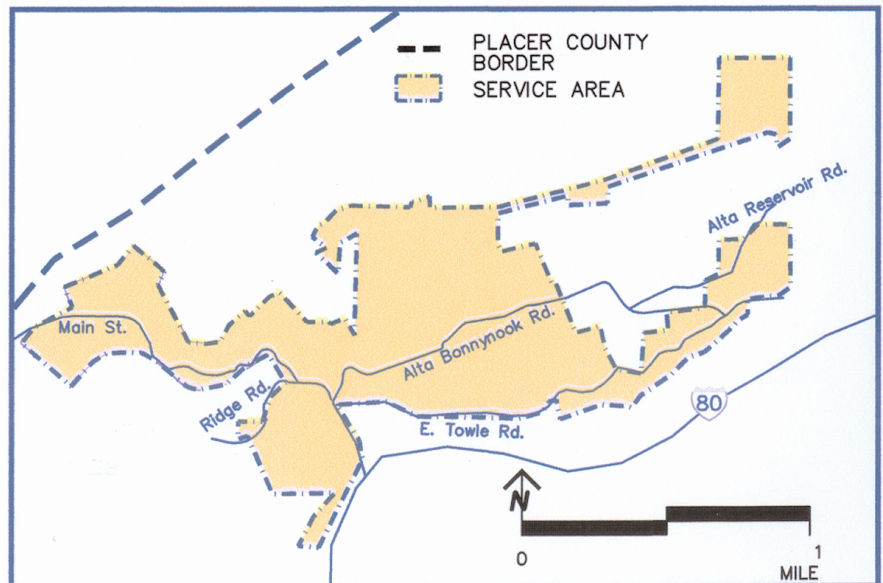 PLACER COUNTY
BORDER
SERVICE AREA
Alta Reservoir Rd.
Main St.
Alta Bonnynook Rd.
Ridge Rd.
E. Towle Rd.
80
N
0
1
MILE